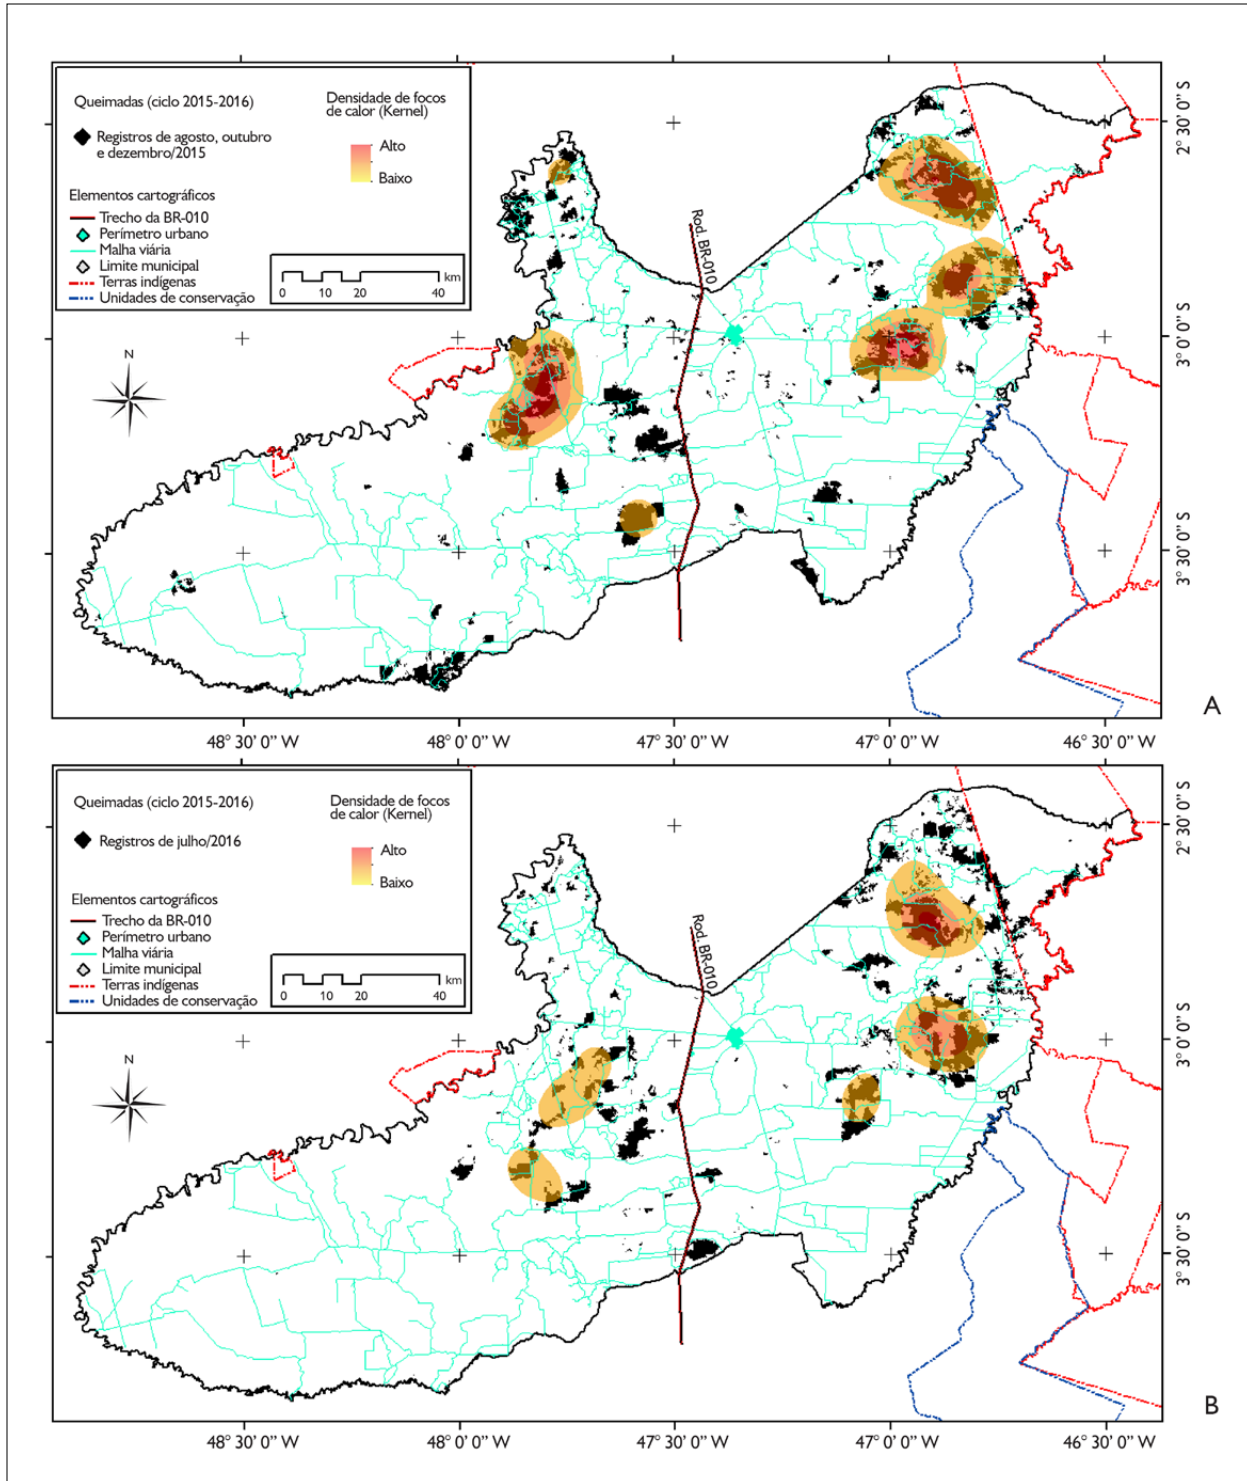 Queimadas (ciclo 2015-2016)
Registros de agosto, outubro
e dezembro/2015
Densidade de focos
de calor (Kernel)
Alto
Baixo
Elementos cartográficos
Trecho da BR-010
Perímetro urbano
Malha viária
Limite municipal
Terras indígenas
Unidades de conservação
km
0 10 20 40
N
Rod. BR-010
2° 30' 0'' S
3° 0' 0'' S
3° 30' 0'' S
A
48° 30' 0'' W 48° 0' 0'' W 47° 30' 0'' W 47° 0' 0'' W 46° 30' 0'' W
Queimadas (ciclo 2015-2016)
Registros de julho/2016
Densidade de focos
de calor (Kernel)
Alto
Baixo
Elementos cartográficos
Trecho da BR-010
Perímetro urbano
Malha viária
Limite municipal
Terras indígenas
Unidades de conservação
km
0 10 20 40
N
Rod. BR-010
2° 30' 0'' S
3° 0' 0'' S
3° 30' 0'' S
B
48° 30' 0'' W 48° 0' 0'' W 47° 30' 0'' W 47° 0' 0'' W 46° 30' 0'' W